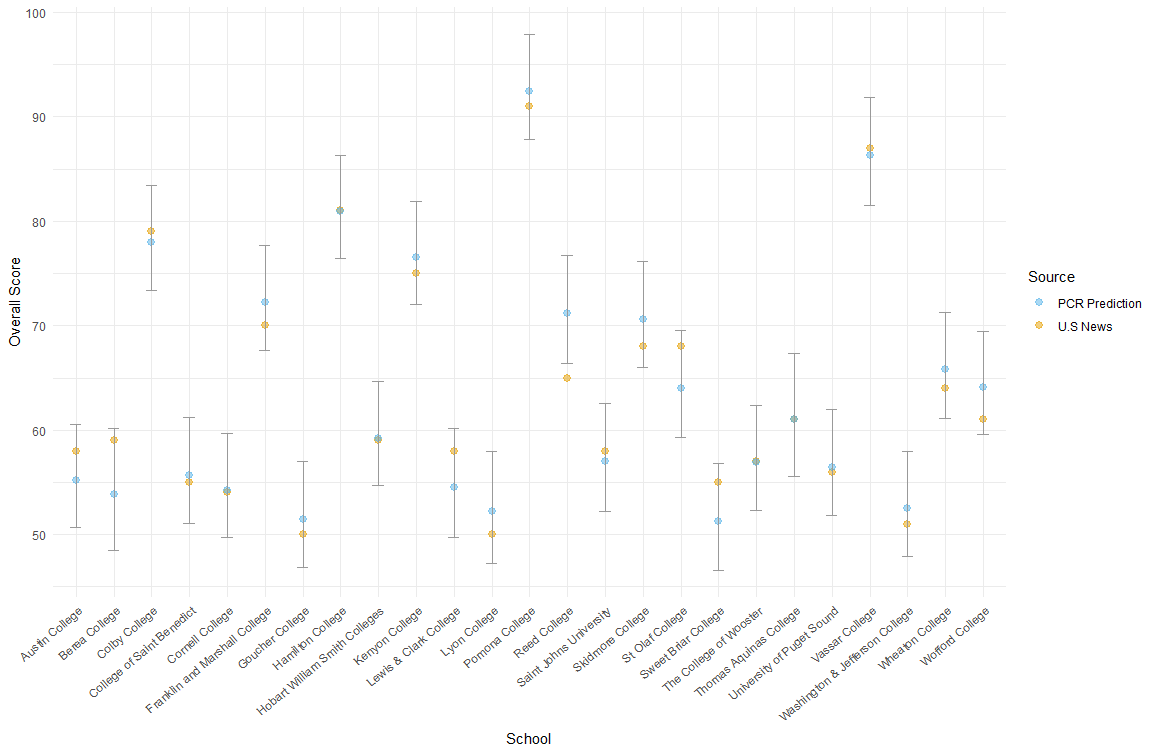 100
90
80
70
60
50
Overall Score
Austin College
Berea College
Colby College
College of Saint Benedict
Cornell College
Franklin and Marshall College
Goucher College
Hamilton College
Hobart William Smith Colleges
Kenyon College
Lewis & Clark College
Lyon College
Pomona College
Reed College
Saint Johns University
Skidmore College
St Olaf College
Sweet Briar College
The College of Wooster
Thomas Aquinas College
University of Puget Sound
Vassar College
Washington & Jefferson College
Wheaton College
Wofford College
School
Source
PCR Prediction
U.S News